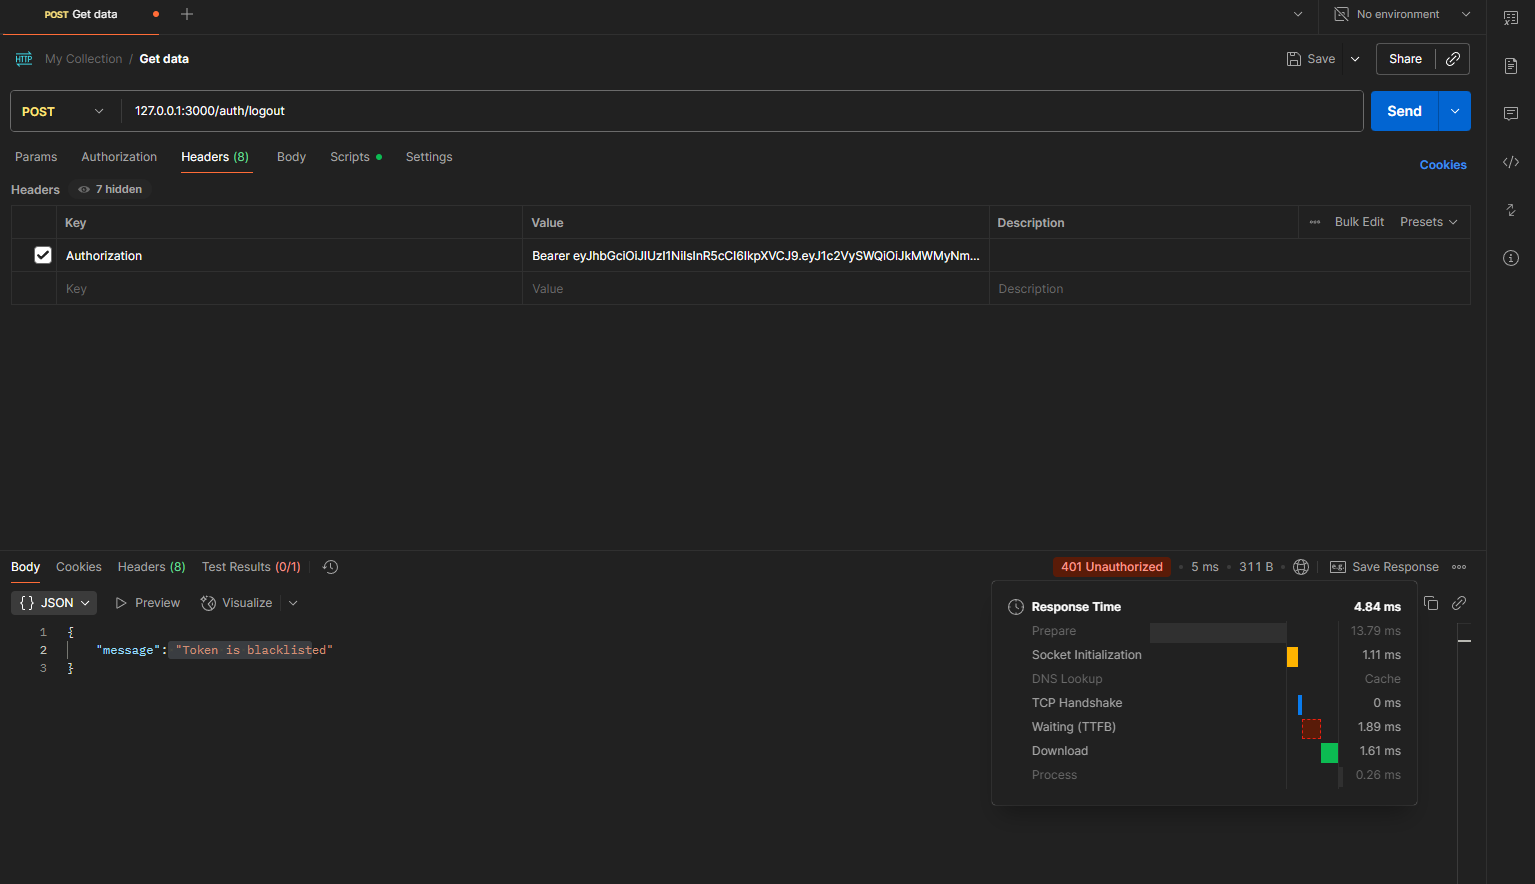 POST Get data
No environment
HTTP My Collection / Get data
Save
Share
POST
127.0.0.1:3000/auth/logout
Send
Params Authorization Headers (8) Body Scripts Settings
Cookies
Headers 7 hidden
Key Value Description ••• Bulk Edit Presets
Authorization Bearer eyJhbGciOiJIUzI1NiIsInR5cCI6IkpXVCJ9.eyJ1c2VySWQiOiJkMWMyNm...
Key Value Description
Body Cookies Headers (8) Test Results (0/1)
401 Unauthorized • 5 ms • 311 B • e.g. Save Response
{} JSON Preview Visualize
1 {
2 "message": "Token is blacklisted"
3 }
Response Time 4.84 ms
Prepare 13.79 ms
Socket Initialization 1.11 ms
DNS Lookup Cache
TCP Handshake 0 ms
Waiting (TTFB) 1.89 ms
Download 1.61 ms
Process 0.26 ms